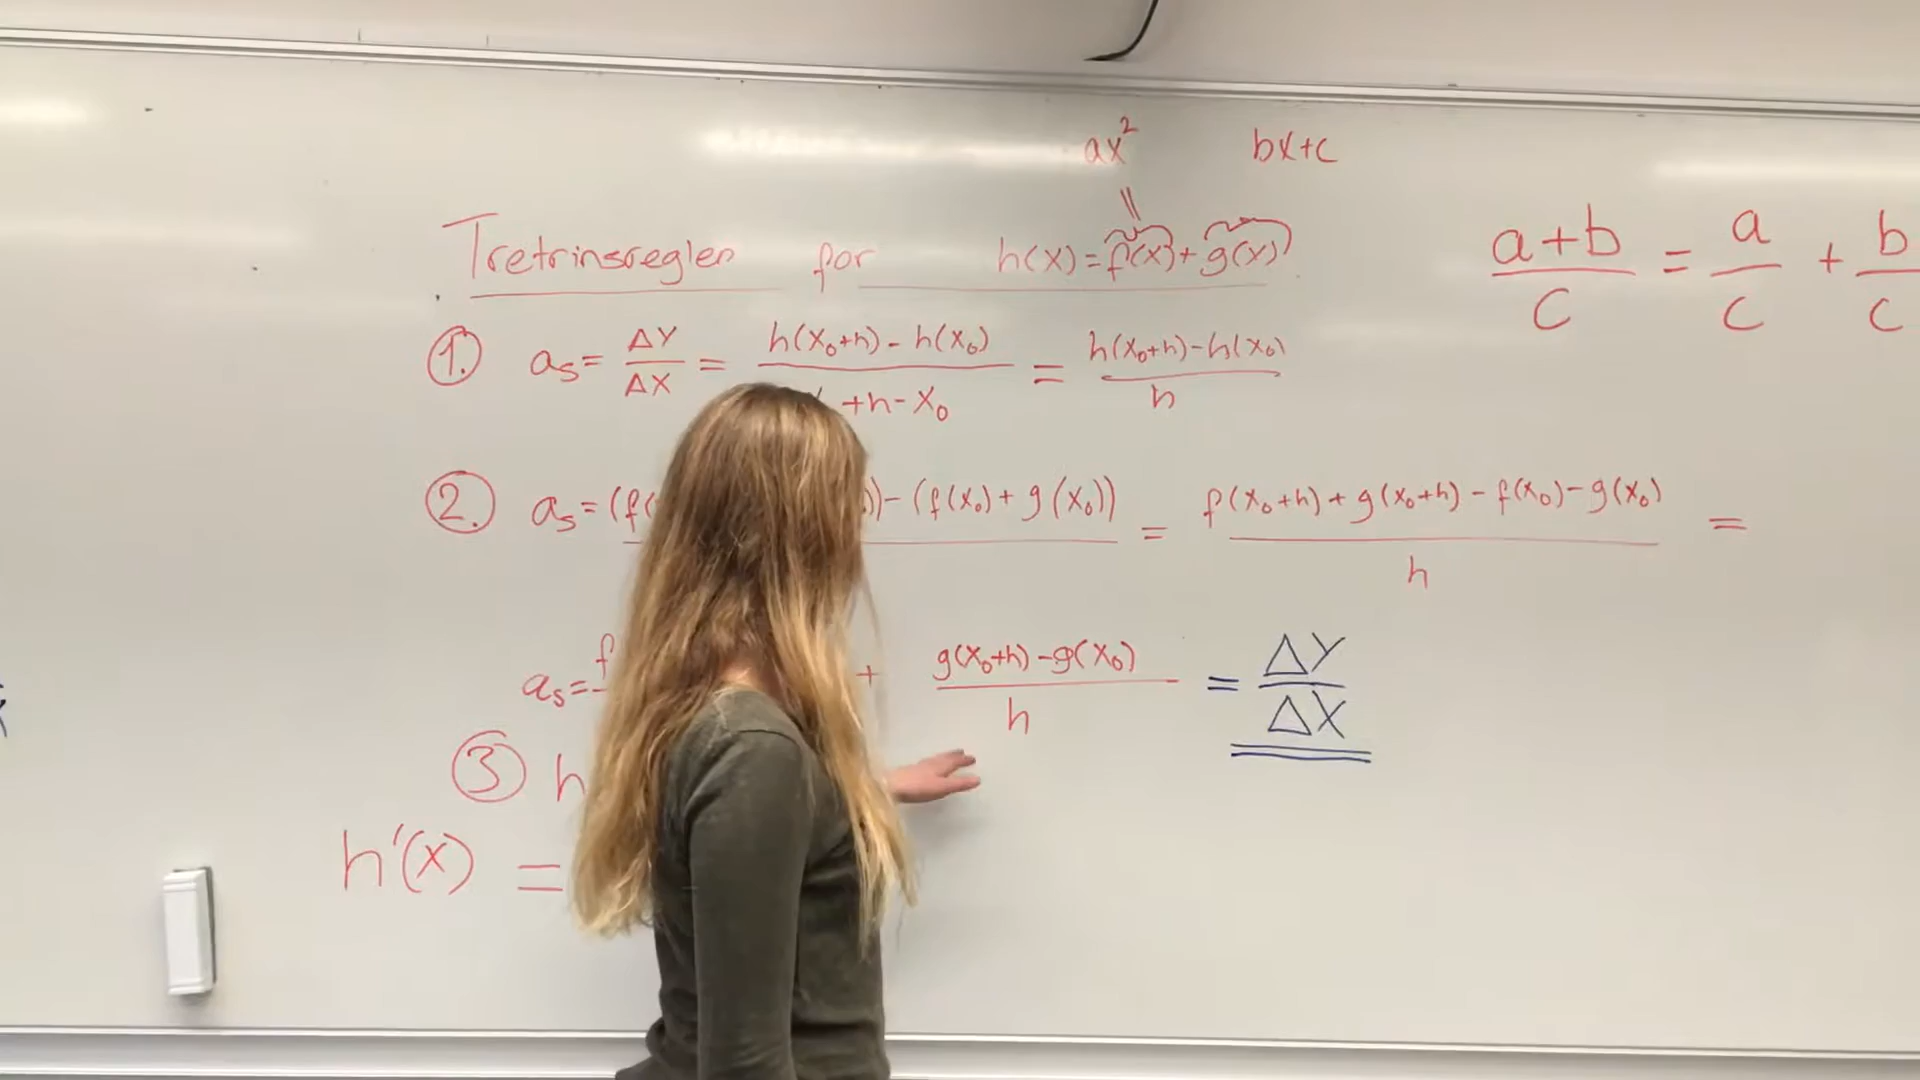 ax² bx+c
Tretrinsreglen for h(x)=f(x)+g(x)
a+b/c = a/c + b/c
1. as = ΔY/ΔX = h(x₀+h)-h(x₀)/ +h-x₀ = h(x₀+h)-h(x₀)/h
2. as = (f( )-(f(x₀)+g(x₀)) = f(x₀+h)+g(x₀+h)-f(x₀)-g(x₀)/h =
as = f + g(x₀+h)-g(x₀)/h = ΔY/ΔX
3 h
h'(x) =